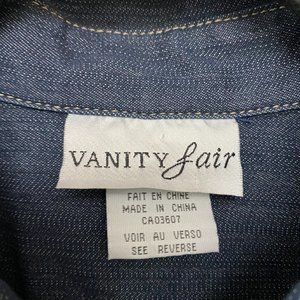 VANITY fair
FAIT EN CHINE
MADE IN CHINA
CA03607
VOIR AU VERSO
SEE REVERSE